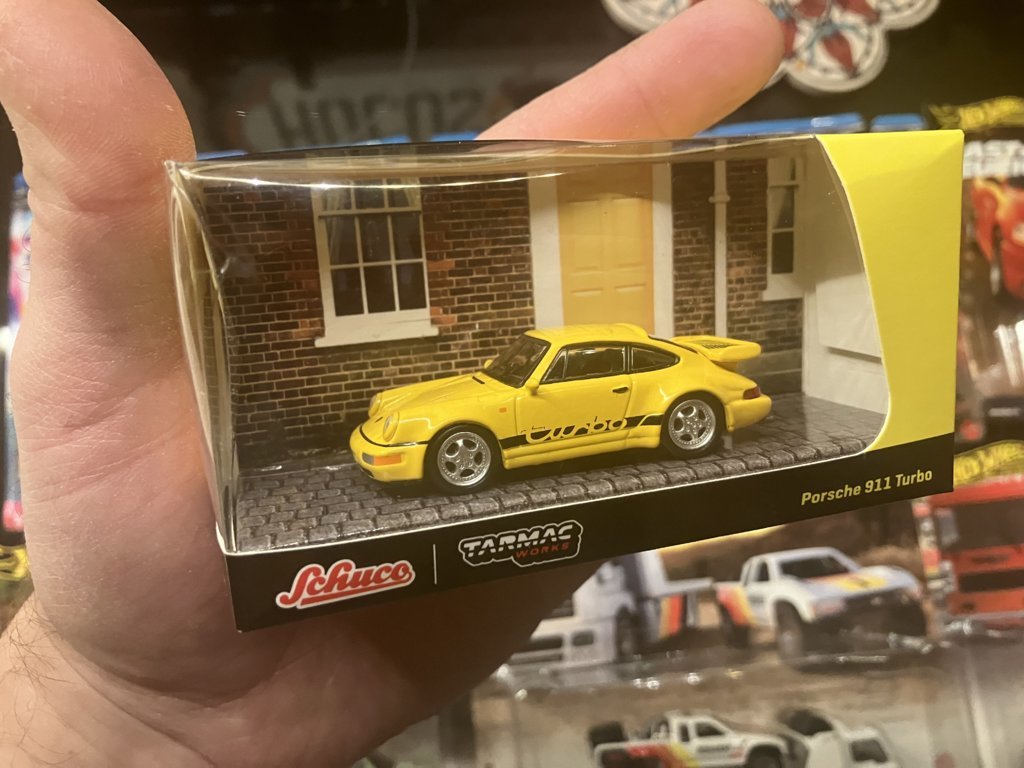 turbo
Porsche 911 Turbo
Schuco
TARMAC
WORKS